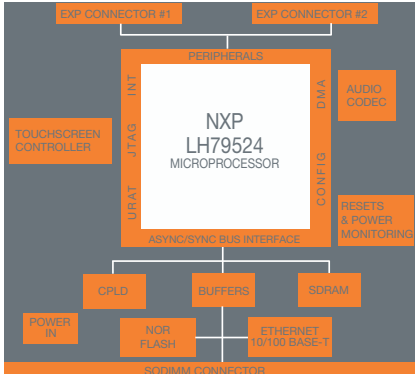 EXP CONNECTOR #1
EXP CONNECTOR #2
PERIPHERALS
INT
DMA
JTAG
URAT
CONFIG
NXP
LH79524
MICROPROCESSOR
AUDIO
CODEC
TOUCHSCREEN
CONTROLLER
RESETS
& POWER
MONITORING
ASYNC/SYNC BUS INTERFACE
CPLD
BUFFERS
SDRAM
POWER
IN
NOR
FLASH
ETHERNET
10/100 BASE-T
SODIMM CONNECTOR